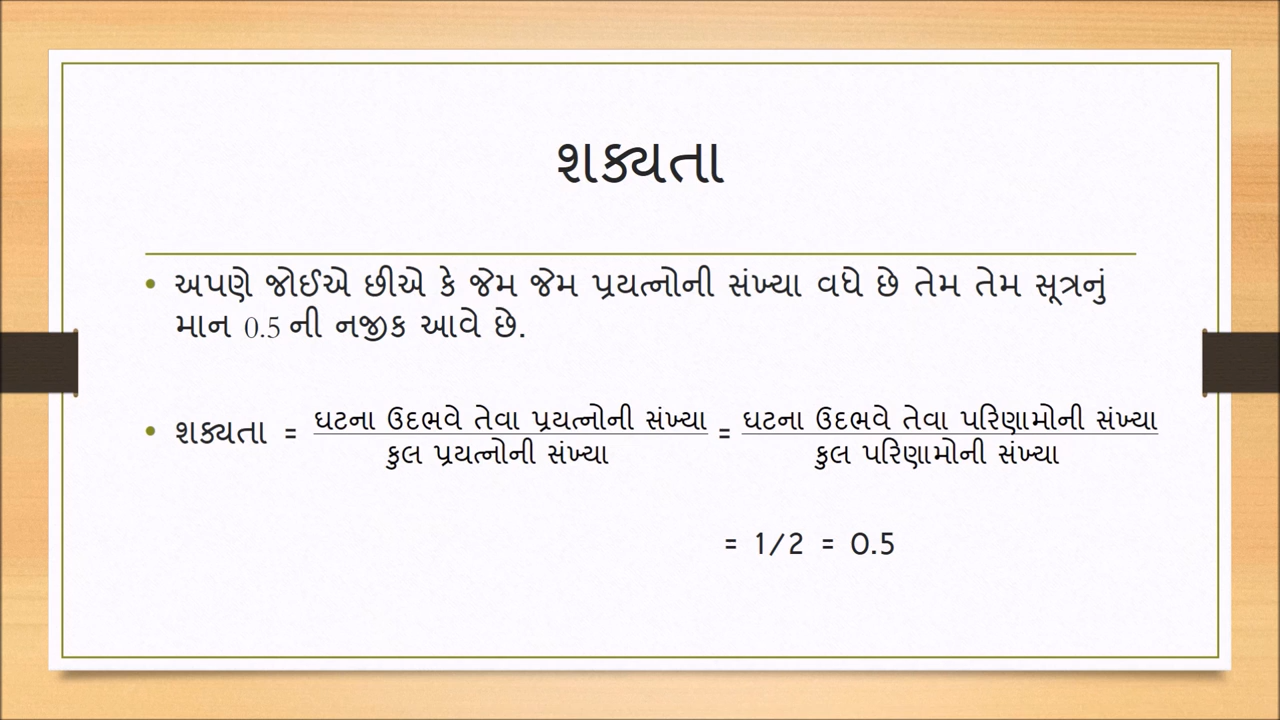 શક્યતા
• અપણે જોઈએ છીએ કે જેમ જેમ પ્રયત્નોની સંખ્યા વધે છે તેમ તેમ સૂત્રનું
માન 0.5 ની નજીક આવે છે.
• શક્યતા = ઘટના ઉદભવે તેવા પ્રયત્નોની સંખ્યા / કુલ પ્રયત્નોની સંખ્યા = ઘટના ઉદભવે તેવા પરિણામોની સંખ્યા / કુલ પરિણામોની સંખ્યા
= 1/2 = 0.5